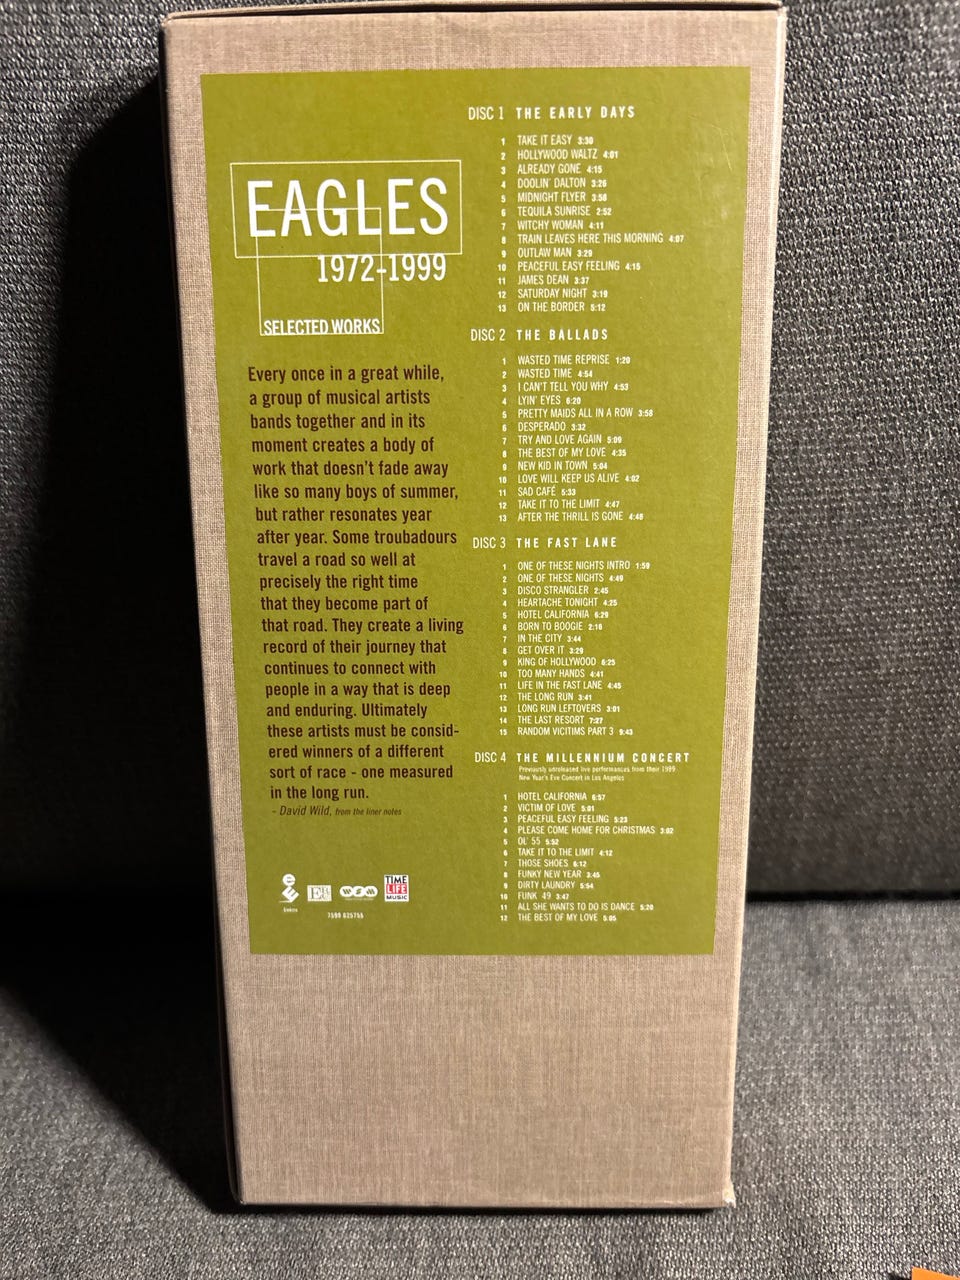 EAGLES
1972-1999
SELECTED WORKS
Every once in a great while,
a group of musical artists
bands together and in its
moment creates a body of
work that doesn't fade away
like so many boys of summer,
but rather resonates year
after year. Some troubadours
travel a road so well at
precisely the right time
that they become part of
that road. They create a living
record of their journey that
continues to connect with
people in a way that is deep
and enduring. Ultimately
these artists must be consid-
ered winners of a different
sort of race - one measured
in the long run.
- David Wild, from the liner notes
TIME
LIFE
MUSIC
DISC 1 THE EARLY DAYS
1 TAKE IT EASY 3:30
2 HOLLYWOOD WALTZ 4:01
3 ALREADY GONE 4:15
4 DOOLIN' DALTON 3:26
5 MIDNIGHT FLYER 3:58
6 TEQUILA SUNRISE 2:52
7 WITCHY WOMAN 4:11
8 TRAIN LEAVES HERE THIS MORNING 4:07
9 OUTLAW MAN 3:29
10 PEACEFUL EASY FEELING 4:15
11 JAMES DEAN 3:37
12 SATURDAY NIGHT 3:19
13 ON THE BORDER 5:12
DISC 2 THE BALLADS
1 WASTED TIME REPRISE 1:20
2 WASTED TIME 4:54
3 I CAN'T TELL YOU WHY 4:53
4 LYIN' EYES 6:20
5 PRETTY MAIDS ALL IN A ROW 3:58
6 DESPERADO 3:32
7 TRY AND LOVE AGAIN 5:09
8 THE BEST OF MY LOVE 4:35
9 NEW KID IN TOWN 5:04
10 LOVE WILL KEEP US ALIVE 4:02
11 SAD CAFÉ 5:33
12 TAKE IT TO THE LIMIT 4:47
13 AFTER THE THRILL IS GONE 4:48
DISC 3 THE FAST LANE
1 ONE OF THESE NIGHTS INTRO 1:59
2 ONE OF THESE NIGHTS 4:49
3 DISCO STRANGLER 2:45
4 HEARTACHE TONIGHT 4:25
5 HOTEL CALIFORNIA 6:29
6 BORN TO BOOGIE 2:18
7 IN THE CITY 3:44
8 GET OVER IT 3:29
9 KING OF HOLLYWOOD 6:25
10 TOO MANY HANDS 4:41
11 LIFE IN THE FAST LANE 4:45
12 THE LONG RUN 3:41
13 LONG RUN LEFTOVERS 3:01
14 THE LAST RESORT 7:27
15 RANDOM VICITIMS PART 3 9:43
DISC 4 THE MILLENNIUM CONCERT
Previously unreleased live performances from their 1999
New Year's Eve Concert in Los Angeles
1 HOTEL CALIFORNIA 6:57
2 VICTIM OF LOVE 5:01
3 PEACEFUL EASY FEELING 5:23
4 PLEASE COME HOME FOR CHRISTMAS 3:02
5 OL' 55 5:52
6 TAKE IT TO THE LIMIT 4:12
7 THOSE SHOES 6:12
8 FUNKY NEW YEAR 3:45
9 DIRTY LAUNDRY 5:54
10 FUNK 49 3:47
11 ALL SHE WANTS TO DO IS DANCE 5:20
12 THE BEST OF MY LOVE 5:05